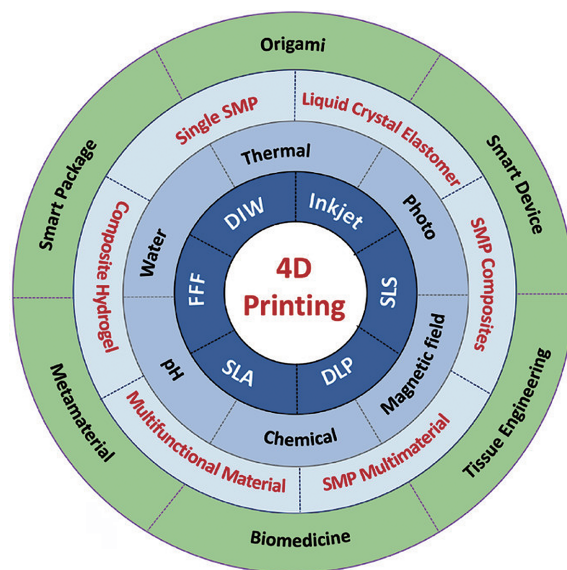 Origami
Single SMP
Liquid Crystal Elastomer
Smart Package
Smart Device
Thermal
DIW
Inkjet
Water
Photo
Composite Hydrogel
SMP Composites
FFF
4D
Printing
SLS
pH
Magnetic field
SLA
DLP
Metamaterial
Tissue Engineering
Chemical
Multifunctional Material
SMP Multimaterial
Biomedicine